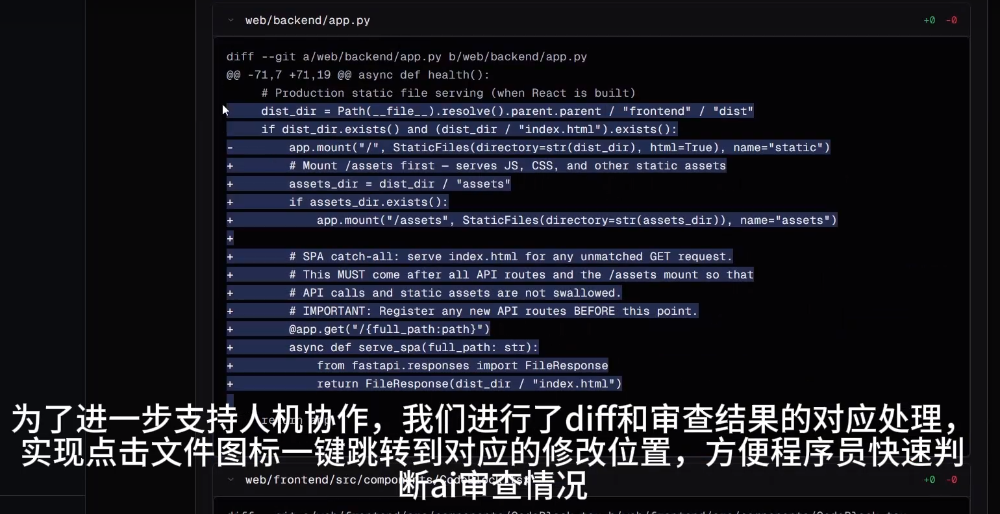 web/backend/app.py +0 -0
diff --git a/web/backend/app.py b/web/backend/app.py
@@ -71,7 +71,19 @@ async def health():
# Production static file serving (when React is built)
dist_dir = Path(__file__).resolve().parent.parent / "frontend" / "dist"
if dist_dir.exists() and (dist_dir / "index.html").exists():
- app.mount("/", StaticFiles(directory=str(dist_dir), html=True), name="static")
+ # Mount /assets first — serves JS, CSS, and other static assets
+ assets_dir = dist_dir / "assets"
+ if assets_dir.exists():
+ app.mount("/assets", StaticFiles(directory=str(assets_dir)), name="assets")
+
+ # SPA catch-all: serve index.html for any unmatched GET request.
+ # This MUST come after all API routes and the /assets mount so that
+ # API calls and static assets are not swallowed.
+ # IMPORTANT: Register any new API routes BEFORE this point.
+ @app.get("/{full_path:path}")
+ async def serve_spa(full_path: str):
+ from fastapi.responses import FileResponse
+ return FileResponse(dist_dir / "index.html")
return app
为了进一步支持人机协作，我们进行了diff和审查结果的对应处理，
实现点击文件图标一键跳转到对应的修改位置，方便程序员快速判
断ai审查情况
web/frontend/src/components/CodeBlock.tsx +0 -0